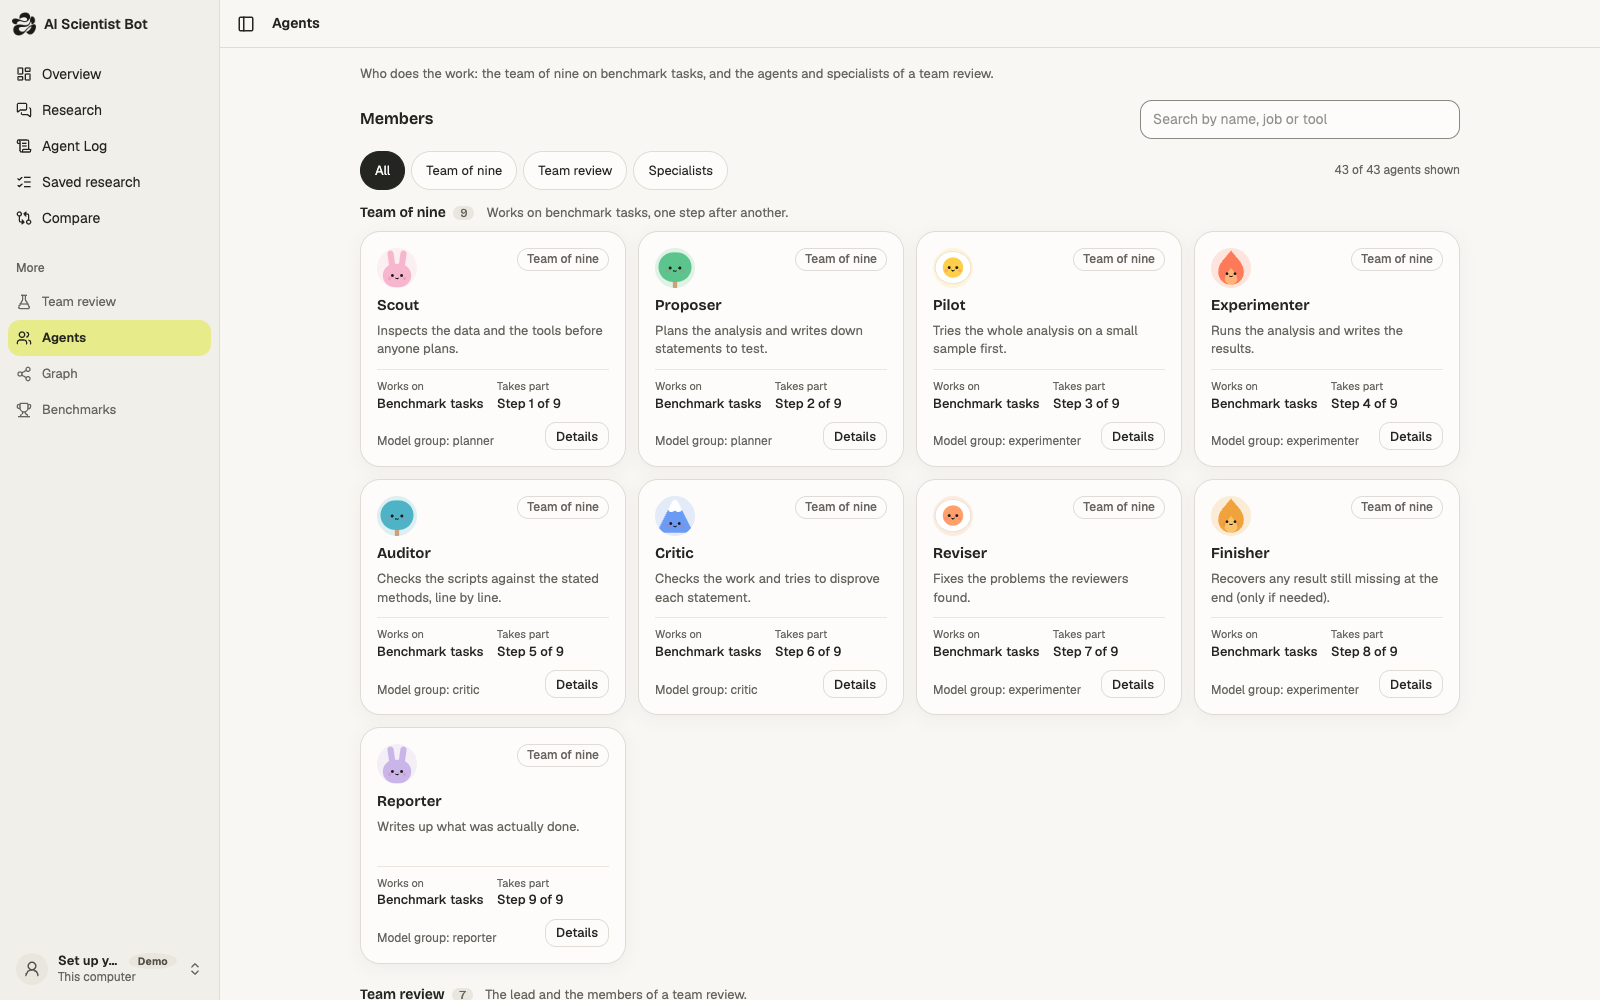 AI Scientist Bot
Overview
Research
Agent Log
Saved research
Compare
More
Team review
Agents
Graph
Benchmarks
Set up y... Demo
This computer
Agents
Who does the work: the team of nine on benchmark tasks, and the agents and specialists of a team review.
Members
Search by name, job or tool
All Team of nine Team review Specialists
43 of 43 agents shown
Team of nine 9 Works on benchmark tasks, one step after another.
Team of nine
Scout
Inspects the data and the tools before
anyone plans.
Works on Takes part
Benchmark tasks Step 1 of 9
Model group: planner Details
Team of nine
Proposer
Plans the analysis and writes down
statements to test.
Works on Takes part
Benchmark tasks Step 2 of 9
Model group: planner Details
Team of nine
Pilot
Tries the whole analysis on a small
sample first.
Works on Takes part
Benchmark tasks Step 3 of 9
Model group: experimenter Details
Team of nine
Experimenter
Runs the analysis and writes the
results.
Works on Takes part
Benchmark tasks Step 4 of 9
Model group: experimenter Details
Team of nine
Auditor
Checks the scripts against the stated
methods, line by line.
Works on Takes part
Benchmark tasks Step 5 of 9
Model group: critic Details
Team of nine
Critic
Checks the work and tries to disprove
each statement.
Works on Takes part
Benchmark tasks Step 6 of 9
Model group: critic Details
Team of nine
Reviser
Fixes the problems the reviewers
found.
Works on Takes part
Benchmark tasks Step 7 of 9
Model group: experimenter Details
Team of nine
Finisher
Recovers any result still missing at the
end (only if needed).
Works on Takes part
Benchmark tasks Step 8 of 9
Model group: experimenter Details
Team of nine
Reporter
Writes up what was actually done.
Works on Takes part
Benchmark tasks Step 9 of 9
Model group: reporter Details
Team review 7 The lead and the members of a team review.